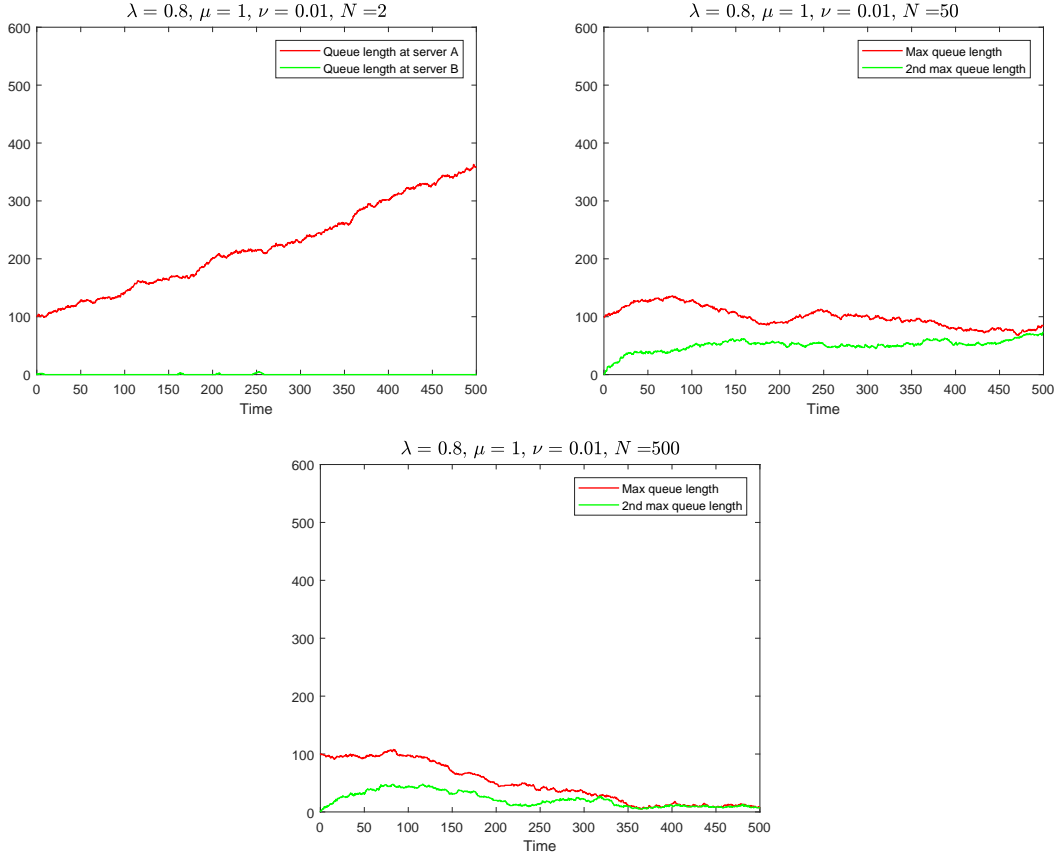 λ = 0.8, μ = 1, ν = 0.01, N =2
600
500
400
300
200
100
0
Queue length at server A
Queue length at server B
0 50 100 150 200 250 300 350 400 450 500
Time
λ = 0.8, μ = 1, ν = 0.01, N =50
600
500
400
300
200
100
0
Max queue length
2nd max queue length
0 50 100 150 200 250 300 350 400 450 500
Time
λ = 0.8, μ = 1, ν = 0.01, N =500
600
500
400
300
200
100
0
Max queue length
2nd max queue length
0 50 100 150 200 250 300 350 400 450 500
Time